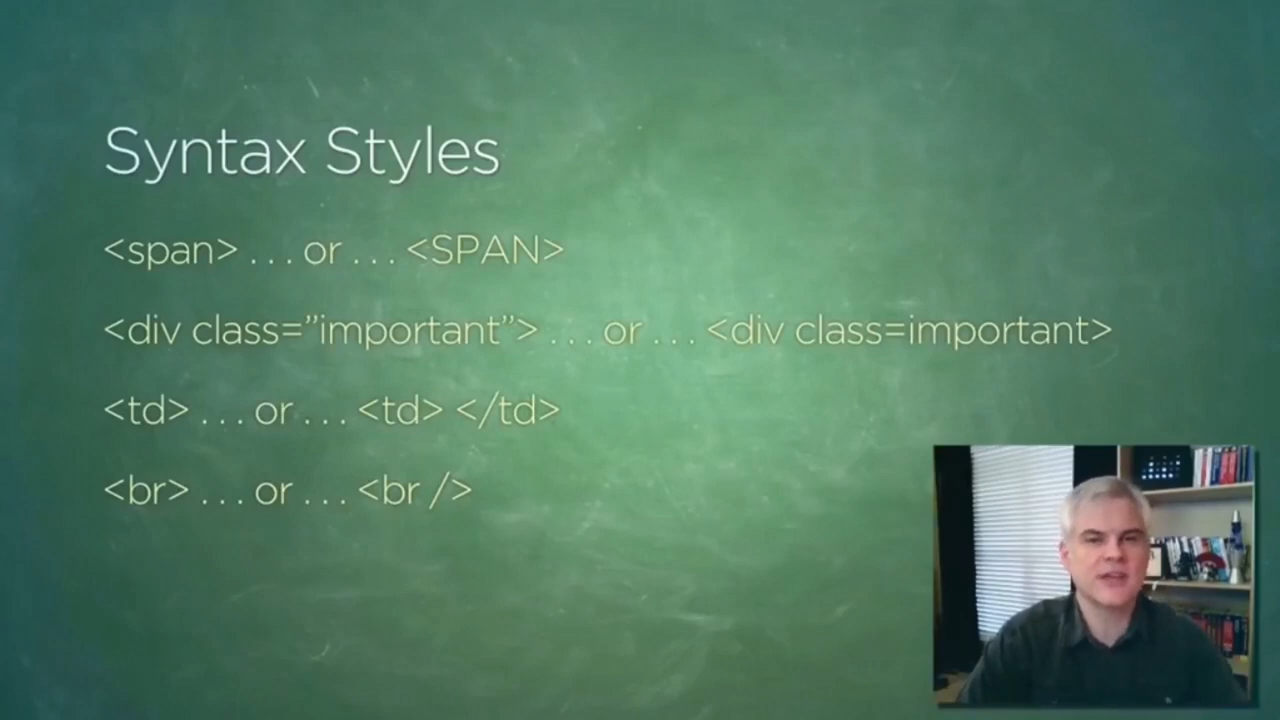 Syntax Styles
<span> . . . or . . . <SPAN>
<div class=”important”> . . . or . . . <div class=important>
<td> . . . or . . . <td> </td>
<br> . . . or . . . <br />